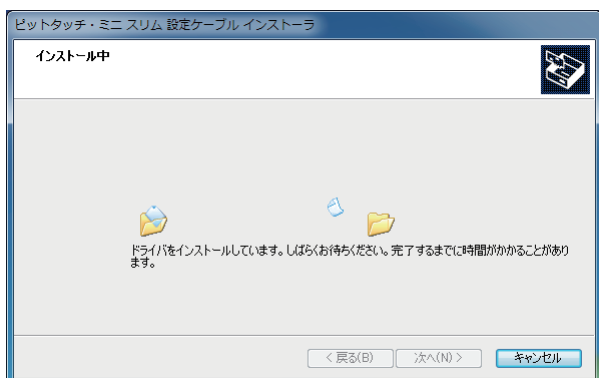 ピットタッチ・ミニ スリム 設定ケーブル インストーラ
インストール中
ドライバをインストールしています。しばらくお待ちください。完了するまでに時間がかかることがあり
ます。
< 戻る(B)
次へ(N) >
キャンセル